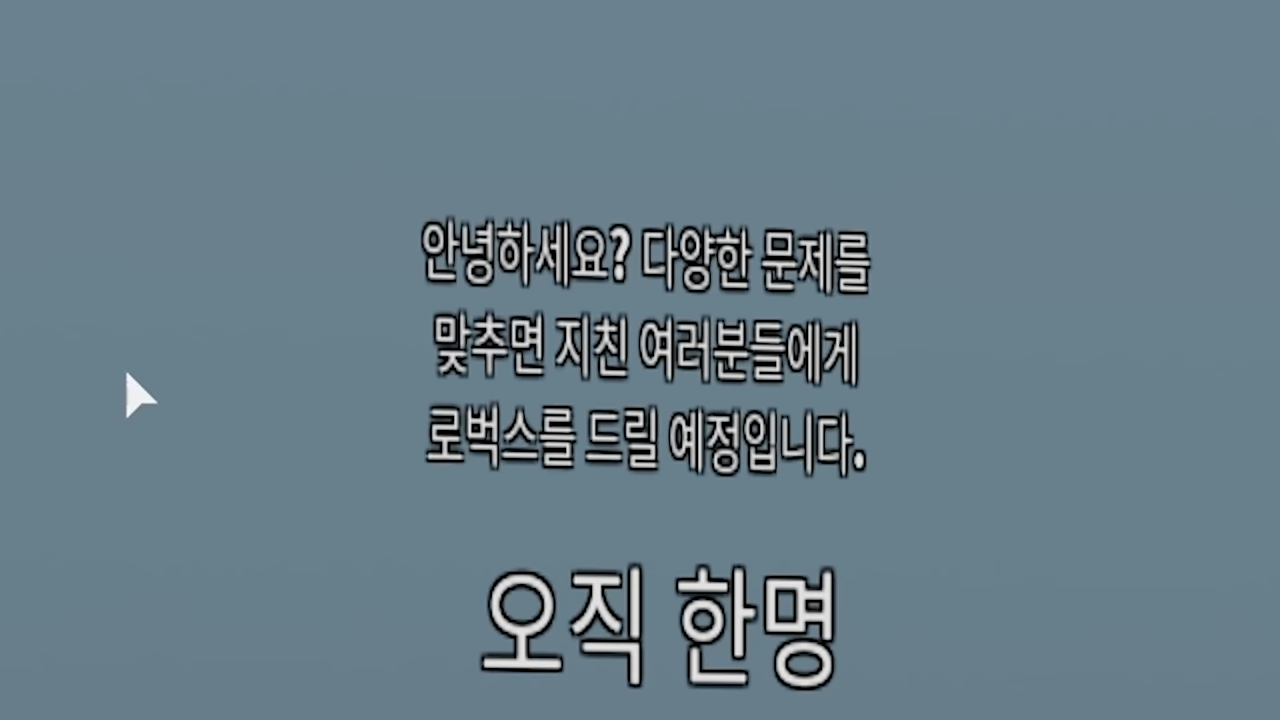 안녕하세요? 다양한 문제를
맞추면 지친 여러분들에게
로벅스를 드릴 예정입니다.
오직 한명